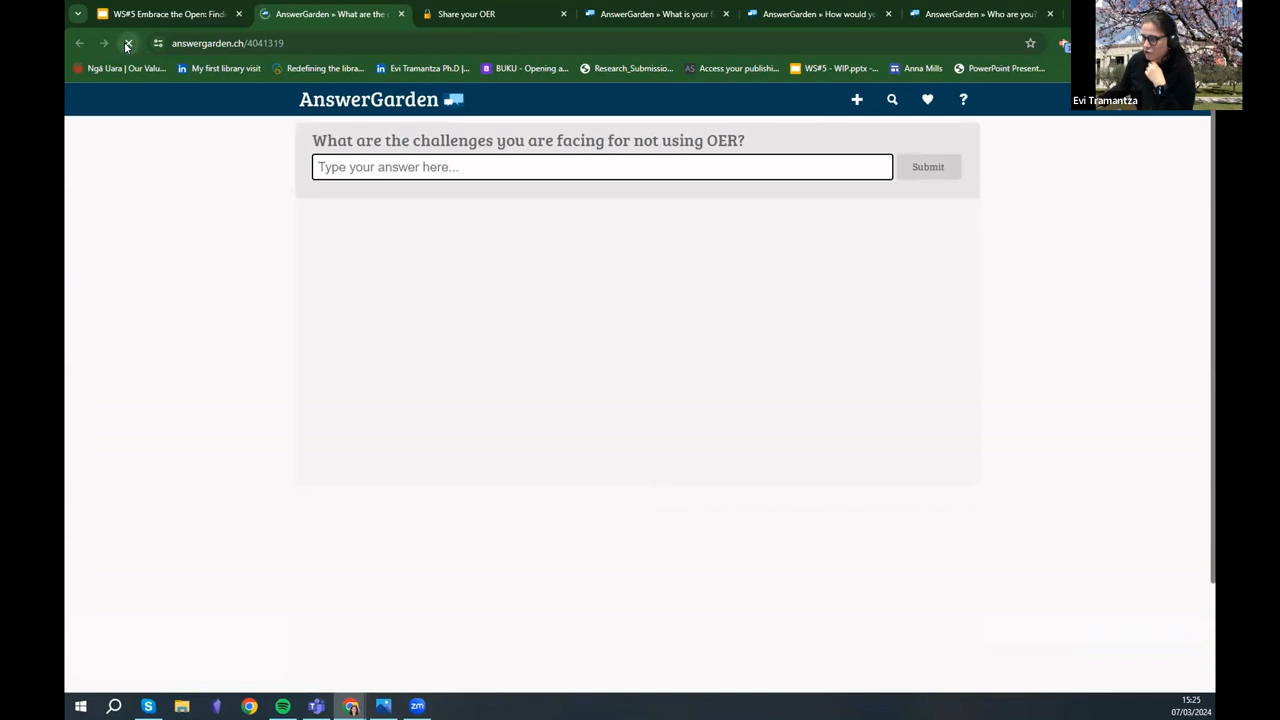 WS#5 Embrace the Open: Findi
AnswerGarden » What are the c
Share your OER
AnswerGarden » What is your f
AnswerGarden » How would yo
AnswerGarden » Who are you?
answergarden.ch/4041319
Ngā Uara | Our Valu...
My first library visit
Redefining the libra...
Evi Tramantza Ph.D |...
BUKU - Opening a...
Research_Submissio...
Access your publishi...
WS#5 - WIP.pptx -...
Anna Mills
PowerPoint Present...
Evi Tramantza
AnswerGarden
What are the challenges you are facing for not using OER?
Type your answer here...
Submit
15:25
07/03/2024